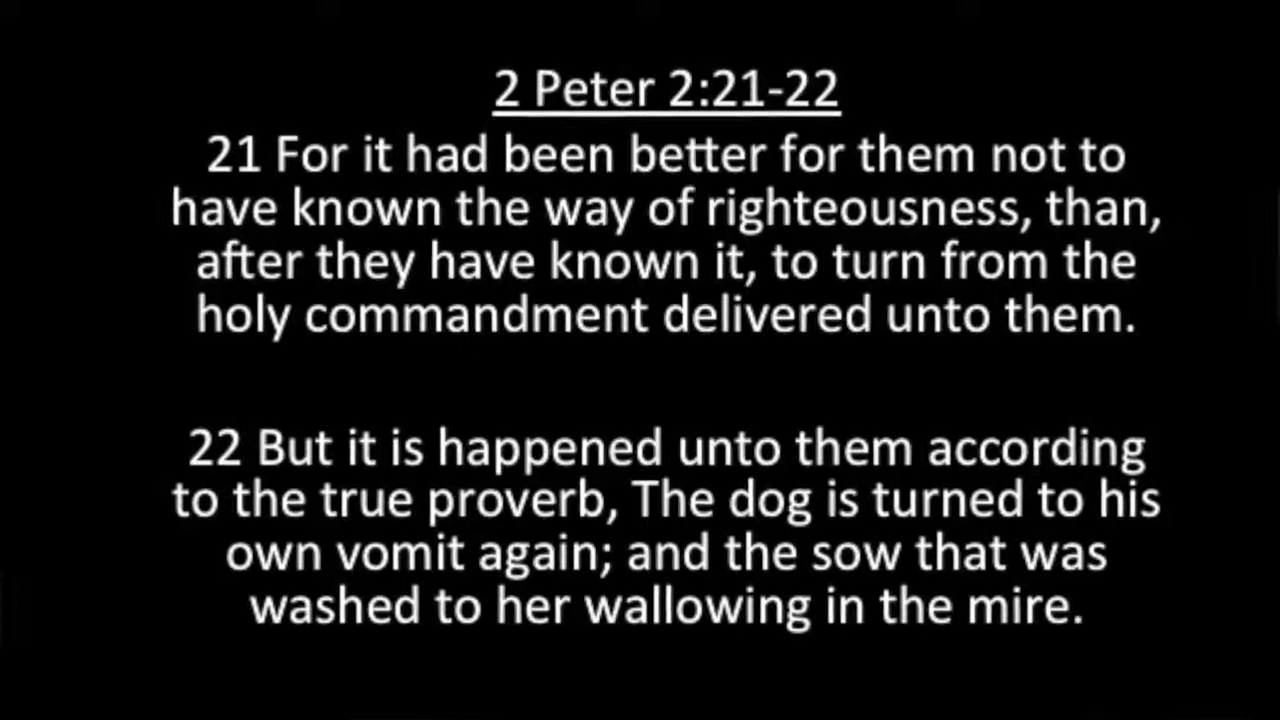 2 Peter 2:21-22
21 For it had been better for them not to
have known the way of righteousness, than,
after they have known it, to turn from the
holy commandment delivered unto them.
22 But it is happened unto them according
to the true proverb, The dog is turned to his
own vomit again; and the sow that was
washed to her wallowing in the mire.